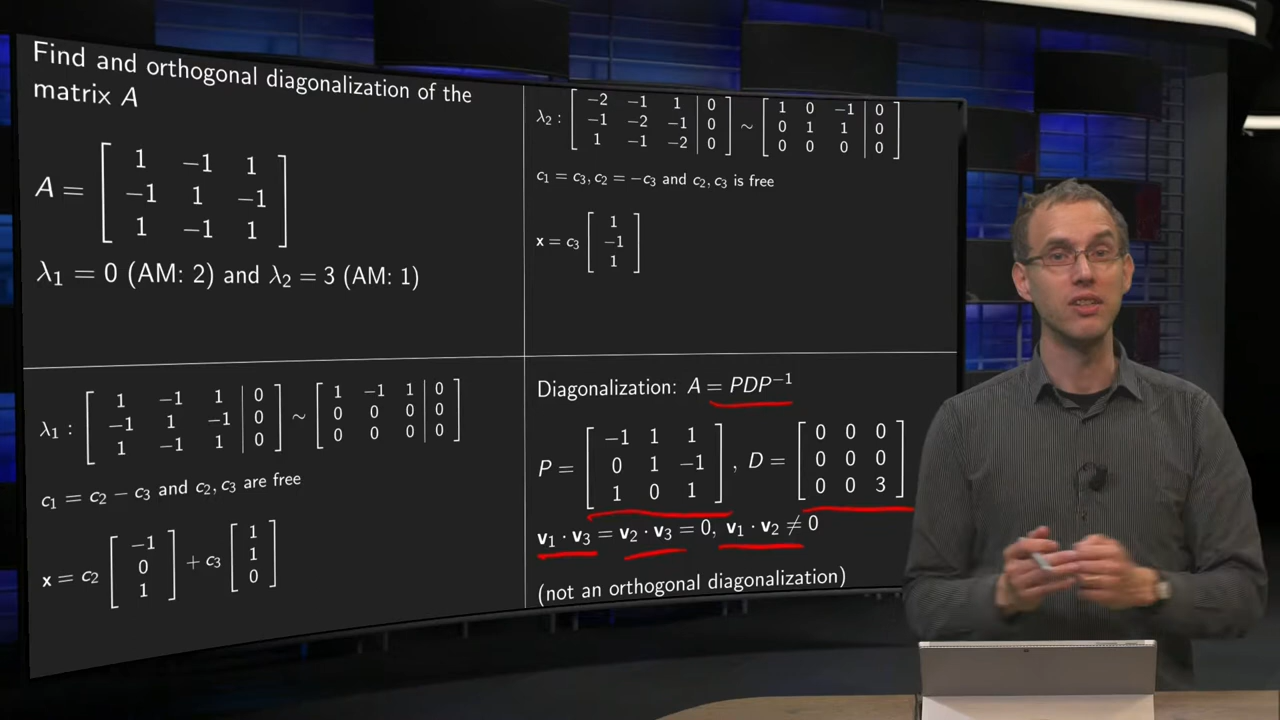 Find and orthogonal diagonalization of the
matrix A
A = [ 1 −1 1 ; −1 1 −1 ; 1 −1 1 ]
λ₁ = 0 (AM: 2) and λ₂ = 3 (AM: 1)
λ₂ : [ −2 −1 1 | 0 ; −1 −2 −1 | 0 ; 1 −1 −2 | 0 ] ~ [ 1 0 −1 | 0 ; 0 1 1 | 0 ; 0 0 0 | 0 ]
c₁ = c₃, c₂ = −c₃ and c₂, c₃ is free
x = c₃ [ 1 ; −1 ; 1 ]
λ₁ : [ 1 −1 1 | 0 ; −1 1 −1 | 0 ; 1 −1 1 | 0 ] ~ [ 1 −1 1 | 0 ; 0 0 0 | 0 ; 0 0 0 | 0 ]
c₁ = c₂ − c₃ and c₂, c₃ are free
x = c₂ [ −1 ; 0 ; 1 ] + c₃ [ 1 ; 1 ; 0 ]
Diagonalization: A = PDP⁻¹
P = [ −1 1 1 ; 0 1 −1 ; 1 0 1 ] , D = [ 0 0 0 ; 0 0 0 ; 0 0 3 ]
v₁ · v₃ = v₂ · v₃ = 0, v₁ · v₂ ≠ 0
(not an orthogonal diagonalization)